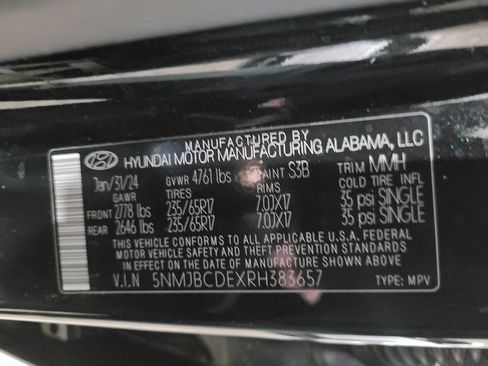 MANUFACTURED BY
HYUNDAI MOTOR MANUFACTURING ALABAMA, LLC
Jan/31/24 GVWR 4761 lbs PAINT S3B TRIM MMH
GAWR TIRES RIMS COLD TIRE INFL
FRONT 2778 lbs 235/65R17 7.0JX17 35 psi SINGLE
REAR 2646 lbs 235/65R17 7.0JX17 35 psi SINGLE
THIS VEHICLE CONFORMS TO ALL APPLICABLE U.S.A. FEDERAL
MOTOR VEHICLE SAFETY AND THEFT PREVENTION STANDARDS
IN EFFECT ON THE DATE OF MANUFACTURE SHOWN ABOVE
V.I.N 5NMJBCDEXRH383657 TYPE: MPV